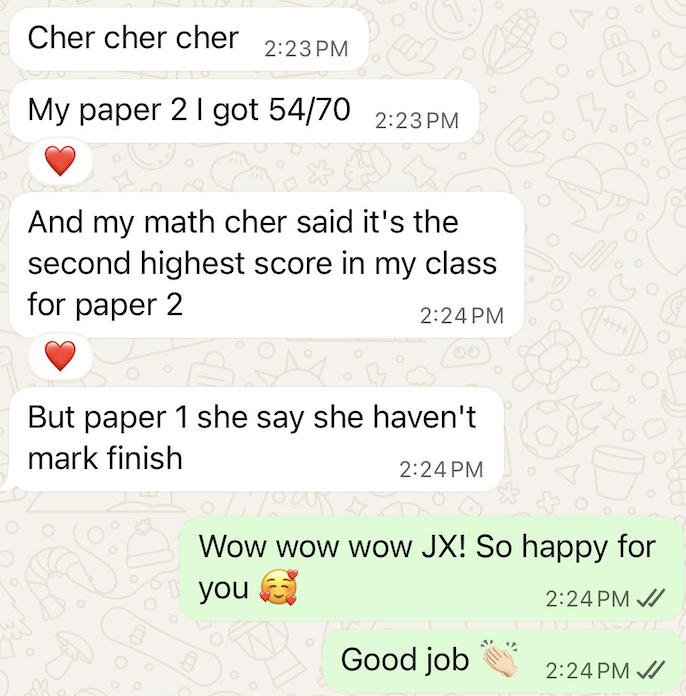 Cher cher cher 2:23 PM
My paper 2 I got 54/70 2:23 PM
❤️
And my math cher said it's the
second highest score in my class
for paper 2 2:24 PM
❤️
But paper 1 she say she haven't
mark finish 2:24 PM
Wow wow wow JX! So happy for
you 🥰 2:24 PM
Good job 👏🏻 2:24 PM